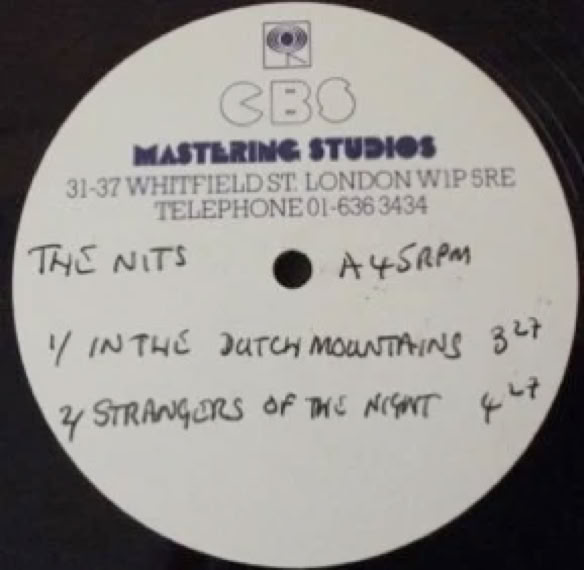 CBS
MASTERING STUDIOS
31-37 WHITFIELD ST. LONDON W1P 5RE
TELEPHONE 01-636 3434
THE NITS A 45RPM
1/ IN THE DUTCH MOUNTAINS 3 27
2/ STRANGERS OF THE NIGHT 4 27